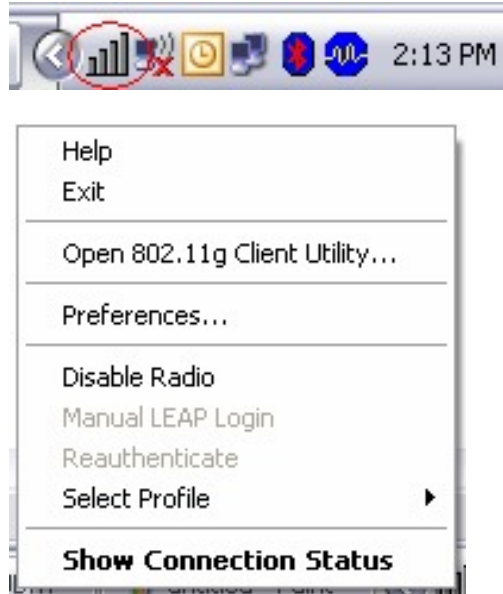 2:13 PM
Help
Exit
Open 802.11g Client Utility...
Preferences...
Disable Radio
Manual LEAP Login
Reauthenticate
Select Profile
Show Connection Status